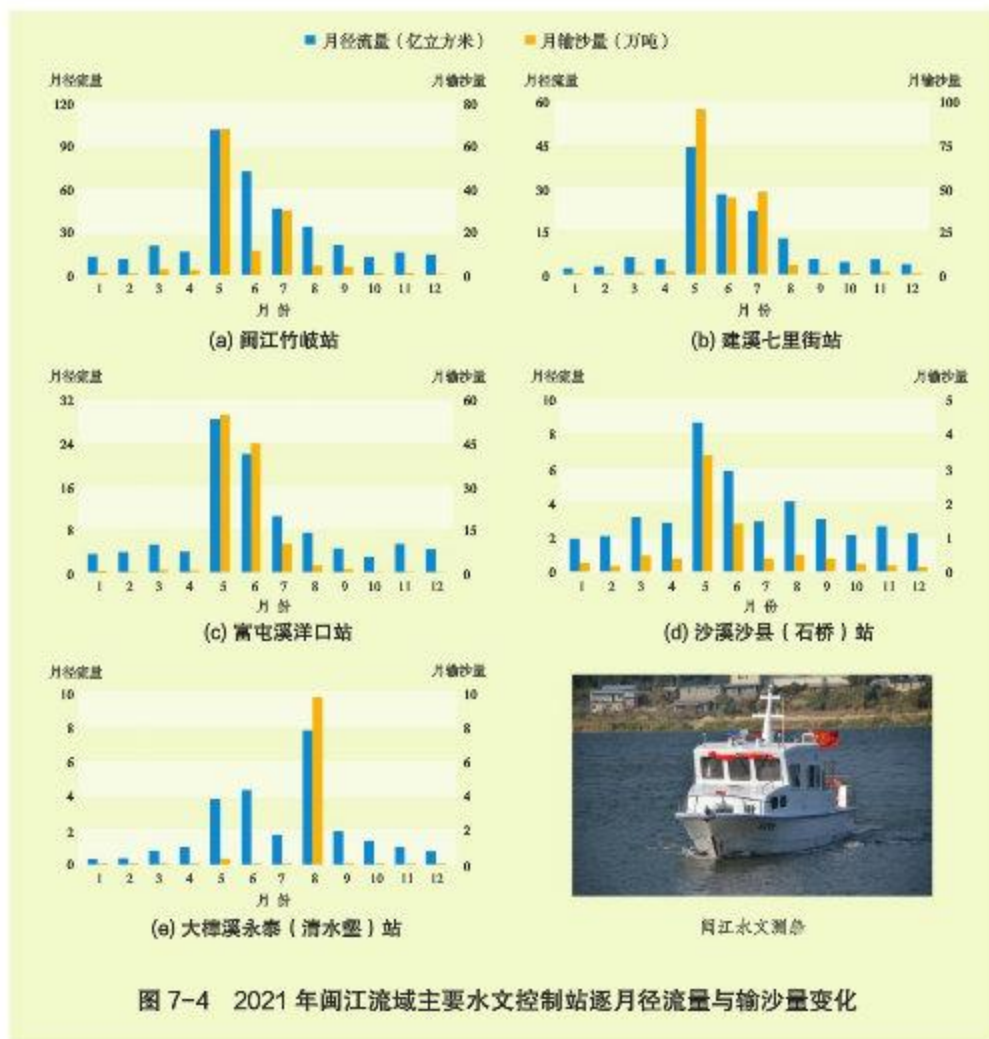 月径流量（亿立方米） 月输沙量（万吨）
月径流量 月输沙量
120 80
90 60
60 40
30 20
0 0
1 2 3 4 5 6 7 8 9 10 11 12
月 份
(a) 闽江竹岐站
月径流量 月输沙量
60 100
45 75
30 50
15 25
0 0
1 2 3 4 5 6 7 8 9 10 11 12
月 份
(b) 建溪七里街站
月径流量 月输沙量
32 60
24 45
16 30
8 15
0 0
1 2 3 4 5 6 7 8 9 10 11 12
月 份
(c) 富屯溪洋口站
月径流量 月输沙量
10 5
8 4
6 3
4 2
2 1
0 0
1 2 3 4 5 6 7 8 9 10 11 12
月 份
(d) 沙溪沙县（石桥）站
月径流量 月输沙量
10 10
8 8
6 6
4 4
2 2
0 0
1 2 3 4 5 6 7 8 9 10 11 12
月 份
(e) 大樟溪永泰（清水壑）站
闽江水文测船
图 7-4 2021 年闽江流域主要水文控制站逐月径流量与输沙量变化